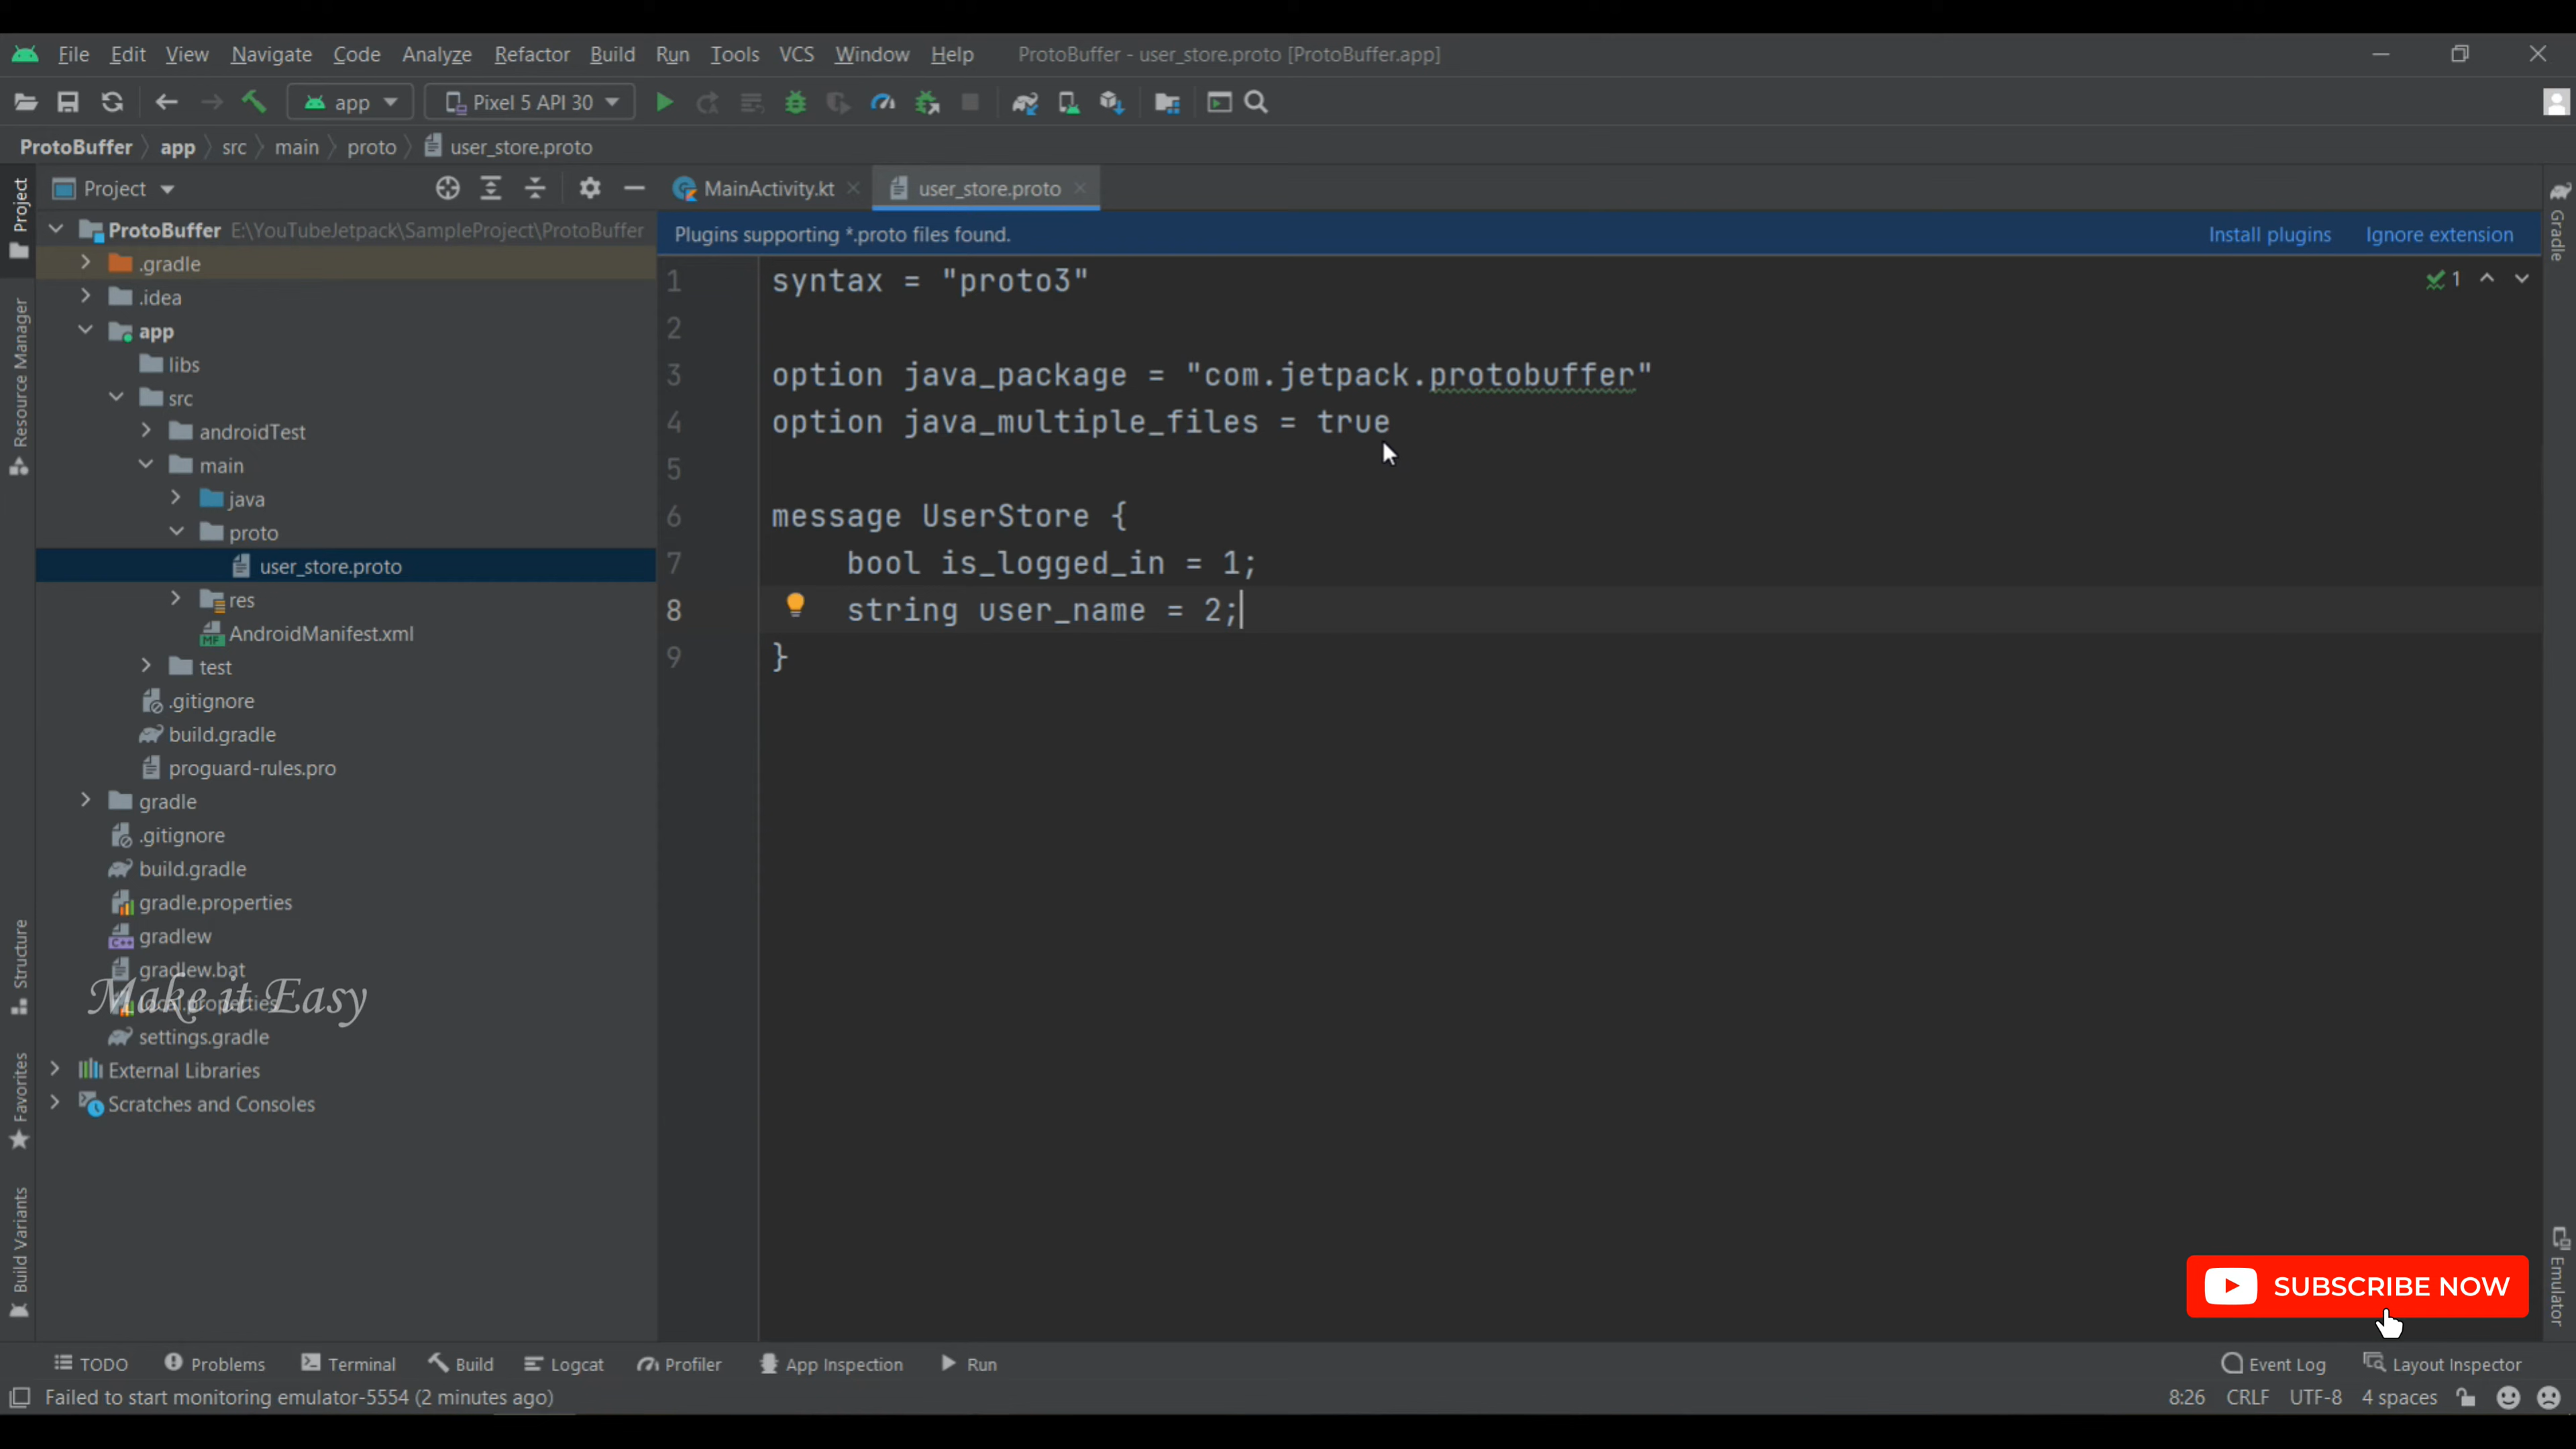 File Edit View Navigate Code Analyze Refactor Build Run Tools VCS Window Help ProtoBuffer - user_store.proto [ProtoBuffer.app]
app Pixel 5 API 30
ProtoBuffer app src main proto user_store.proto
Project MainActivity.kt user_store.proto
Plugins supporting *.proto files found. Install plugins Ignore extension
Project
Resource Manager
Structure
Favorites
Build Variants
ProtoBuffer E:\YouTubeJetpack\SampleProject\ProtoBuffer
.gradle
.idea
app
libs
src
androidTest
main
java
proto
user_store.proto
res
AndroidManifest.xml
test
.gitignore
build.gradle
proguard-rules.pro
gradle
.gitignore
build.gradle
gradle.properties
gradlew
gradlew.bat
Make it Easy
local.properties
settings.gradle
External Libraries
Scratches and Consoles
1 syntax = "proto3"
2
3 option java_package = "com.jetpack.protobuffer"
4 option java_multiple_files = true
5
6 message UserStore {
7 bool is_logged_in = 1;
8 string user_name = 2;
9 }
1
Gradle
Emulator
SUBSCRIBE NOW
TODO Problems Terminal Build Logcat Profiler App Inspection Run Event Log Layout Inspector
Failed to start monitoring emulator-5554 (2 minutes ago) 8:26 CRLF UTF-8 4 spaces